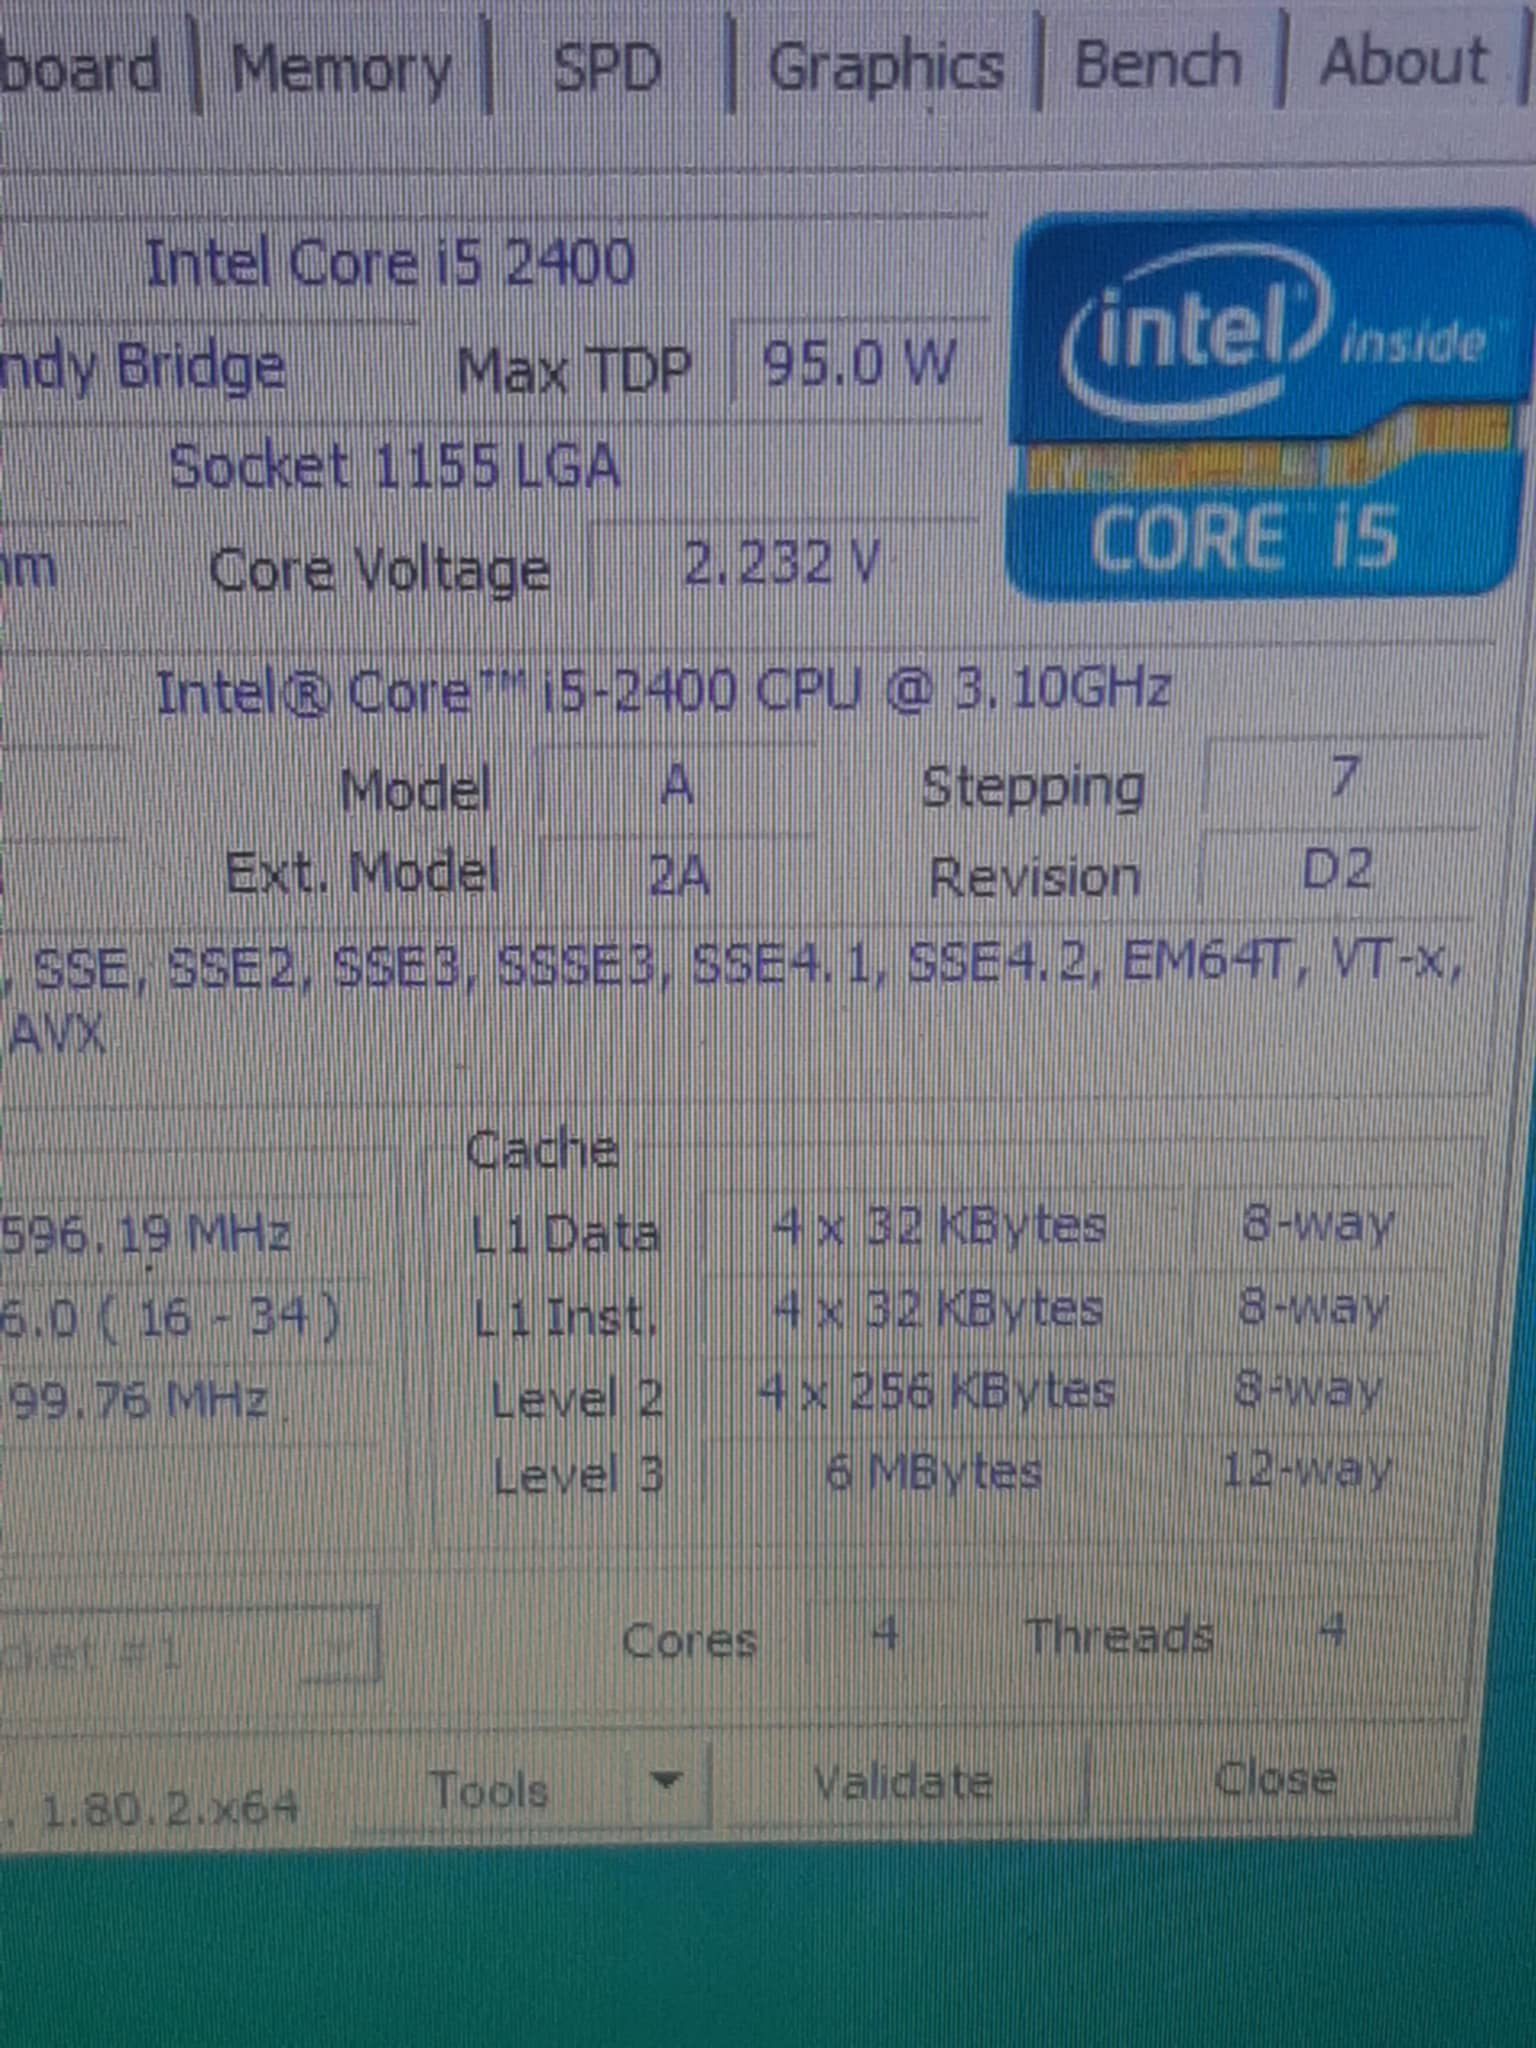 board Memory SPD Graphics Bench About
Intel Core i5 2400
ndy Bridge Max TDP 95.0 W
intel inside™
Socket 1155 LGA
CORE™ i5
m Core Voltage 2.232 V
Intel® Core™ i5-2400 CPU @ 3.10GHz
Model A Stepping 7
Ext. Model 2A Revision D2
, SSE, SSE2, SSE3, SSSE3, SSE4.1, SSE4.2, EM64T, VT-x,
AVX
Cache
596.19 MHz L1 Data 4 x 32 KBytes 8-way
6.0 ( 16 - 34 ) L1 Inst. 4 x 32 KBytes 8-way
99.76 MHz Level 2 4 x 256 KBytes 8-way
Level 3 6 MBytes 12-way
cket #1 Cores 4 Threads 4
. 1.80.2.x64 Tools Validate Close